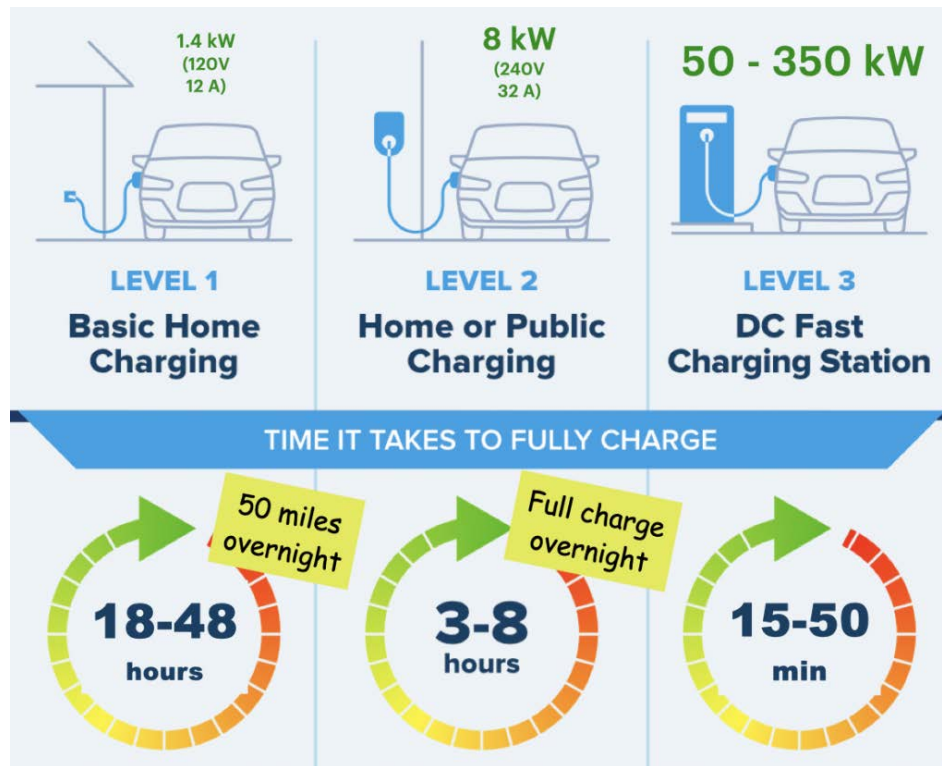 1.4 kW
(120V
12 A)
8 kW
(240V
32 A)
50 - 350 kW
LEVEL 1
Basic Home
Charging
LEVEL 2
Home or Public
Charging
LEVEL 3
DC Fast
Charging Station
TIME IT TAKES TO FULLY CHARGE
50 miles
overnight
18-48
hours
Full charge
overnight
3-8
hours
15-50
min